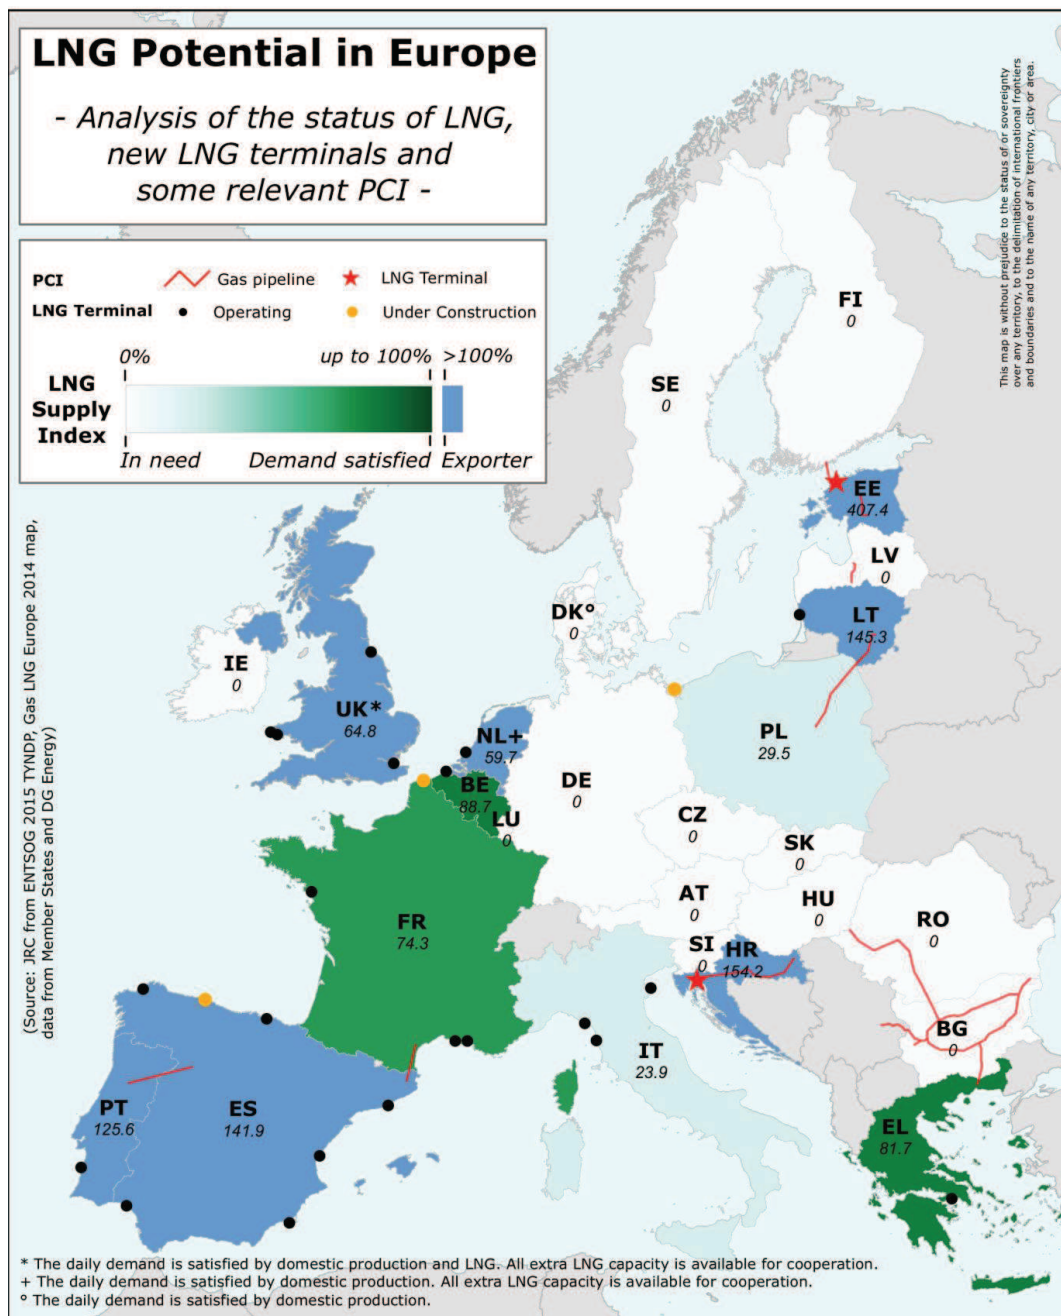 LNG Potential in Europe
- Analysis of the status of LNG,
new LNG terminals and
some relevant PCI -
PCI
Gas pipeline
LNG Terminal
LNG Terminal
Operating
Under Construction
0%
up to 100%
>100%
LNG
Supply
Index
In need
Demand satisfied
Exporter
This map is without prejudice to the status of or sovereignty
over any territory, to the delimitation of international frontiers
and boundaries and to the name of any territory, city or area.
(Source: JRC from ENTSOG 2015 TYNDP, Gas LNG Europe 2014 map,
data from Member States and DG Energy)
FI
0
SE
0
EE
407.4
LV
0
LT
145.3
DK°
0
IE
0
UK*
64.8
NL+
59.7
PL
29.5
BE
88.7
DE
0
LU
0
CZ
0
SK
0
AT
0
HU
0
RO
0
FR
74.3
SI
0
HR
154.2
BG
0
IT
23.9
PT
125.6
ES
141.9
EL
81.7
* The daily demand is satisfied by domestic production and LNG. All extra LNG capacity is available for cooperation.
+ The daily demand is satisfied by domestic production. All extra LNG capacity is available for cooperation.
° The daily demand is satisfied by domestic production.